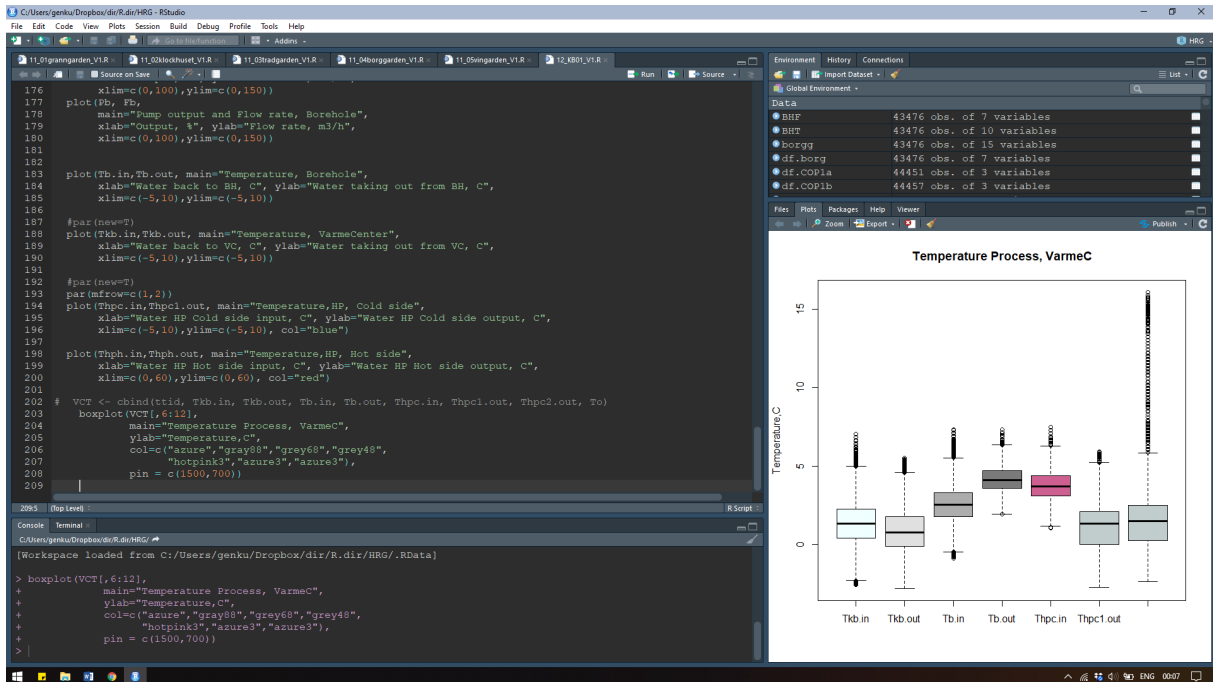 C:/Users/genku/Dropbox/dir/R.dir/HRG - RStudio
File Edit Code View Plots Session Build Debug Profile Tools Help
Go to file/function Addins HRG
11_01granngarden_V1.R 11_02klockhuset_V1.R 11_03tradgarden_V1.R 11_04borggarden_V1.R 11_05vingarden_V1.R 12_KB01_V1.R
Source on Save Run Source
176 xlim=c(0,100),ylim=c(0,150))
177 plot(Pb, Fb,
178 main="Pump output and Flow rate, Borehole",
179 xlab="Output, %", ylab="Flow rate, m3/h",
180 xlim=c(0,100),ylim=c(0,150))
181
182
183 plot(Tb.in,Tb.out, main="Temperature, Borehole",
184 xlab="Water back to BH, C", ylab="Water taking out from BH, C",
185 xlim=c(-5,10),ylim=c(-5,10))
186
187 #par(new=T)
188 plot(Tkb.in,Tkb.out, main="Temperature, VarmeCenter",
189 xlab="Water back to VC, C", ylab="Water taking out from VC, C",
190 xlim=c(-5,10),ylim=c(-5,10))
191
192 #par(new=T)
193 par(mfrow=c(1,2))
194 plot(Thpc.in,Thpc1.out, main="Temperature,HP, Cold side",
195 xlab="Water HP Cold side input, C", ylab="Water HP Cold side output, C",
196 xlim=c(-5,10),ylim=c(-5,10), col="blue")
197
198 plot(Thph.in,Thph.out, main="Temperature,HP, Hot side",
199 xlab="Water HP Hot side input, C", ylab="Water HP Hot side output, C",
200 xlim=c(0,60),ylim=c(0,60), col="red")
201
202 # VCT <- cbind(ttid, Tkb.in, Tkb.out, Tb.in, Tb.out, Thpc.in, Thpc1.out, Thpc2.out, To)
203 boxplot(VCT[,6:12],
204 main="Temperature Process, VarmeC",
205 ylab="Temperature,C",
206 col=c("azure","gray88","grey68","grey48",
207 "hotpink3","azure3","azure3"),
208 pin = c(1500,700))
209
209:5 (Top Level) R Script
Console Terminal
C:/Users/genku/Dropbox/dir/R.dir/HRG/
[Workspace loaded from C:/Users/genku/Dropbox/dir/R.dir/HRG/.RData]
> boxplot(VCT[,6:12],
+ main="Temperature Process, VarmeC",
+ ylab="Temperature,C",
+ col=c("azure","gray88","grey68","grey48",
+ "hotpink3","azure3","azure3"),
+ pin = c(1500,700))
>
Environment History Connections
Import Dataset List
Global Environment
Data
BHF 43476 obs. of 7 variables
BHT 43476 obs. of 10 variables
borgg 43476 obs. of 15 variables
df.borg 43476 obs. of 7 variables
df.COP1a 44451 obs. of 3 variables
df.COP1b 44457 obs. of 3 variables
Files Plots Packages Help Viewer
Zoom Export Publish
Temperature Process, VarmeC
15
10
5
0
Temperature,C
Tkb.in Tkb.out Tb.in Tb.out Thpc.in Thpc1.out
ENG 00:07